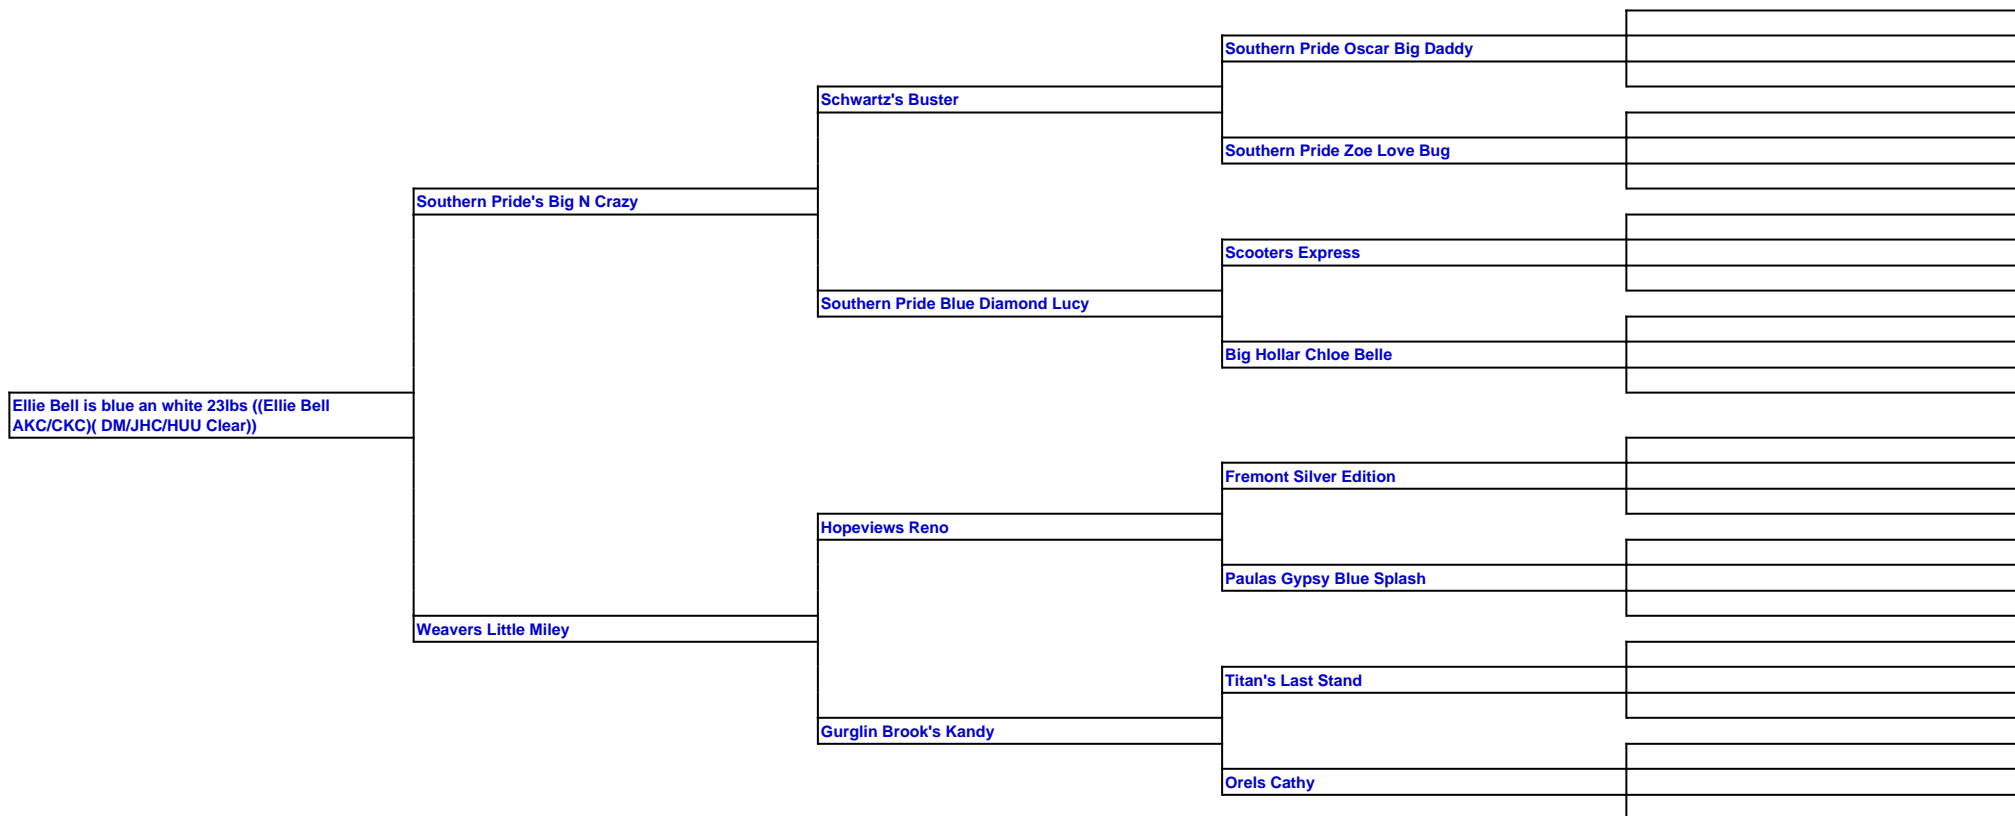 Southern Pride Oscar Big Daddy
Schwartz's Buster
Southern Pride Zoe Love Bug
Southern Pride's Big N Crazy
Scooters Express
Southern Pride Blue Diamond Lucy
Big Hollar Chloe Belle
Ellie Bell is blue an white 23lbs ((Ellie Bell
AKC/CKC)( DM/JHC/HUU Clear))
Fremont Silver Edition
Hopeviews Reno
Paulas Gypsy Blue Splash
Weavers Little Miley
Titan's Last Stand
Gurglin Brook's Kandy
Orels Cathy